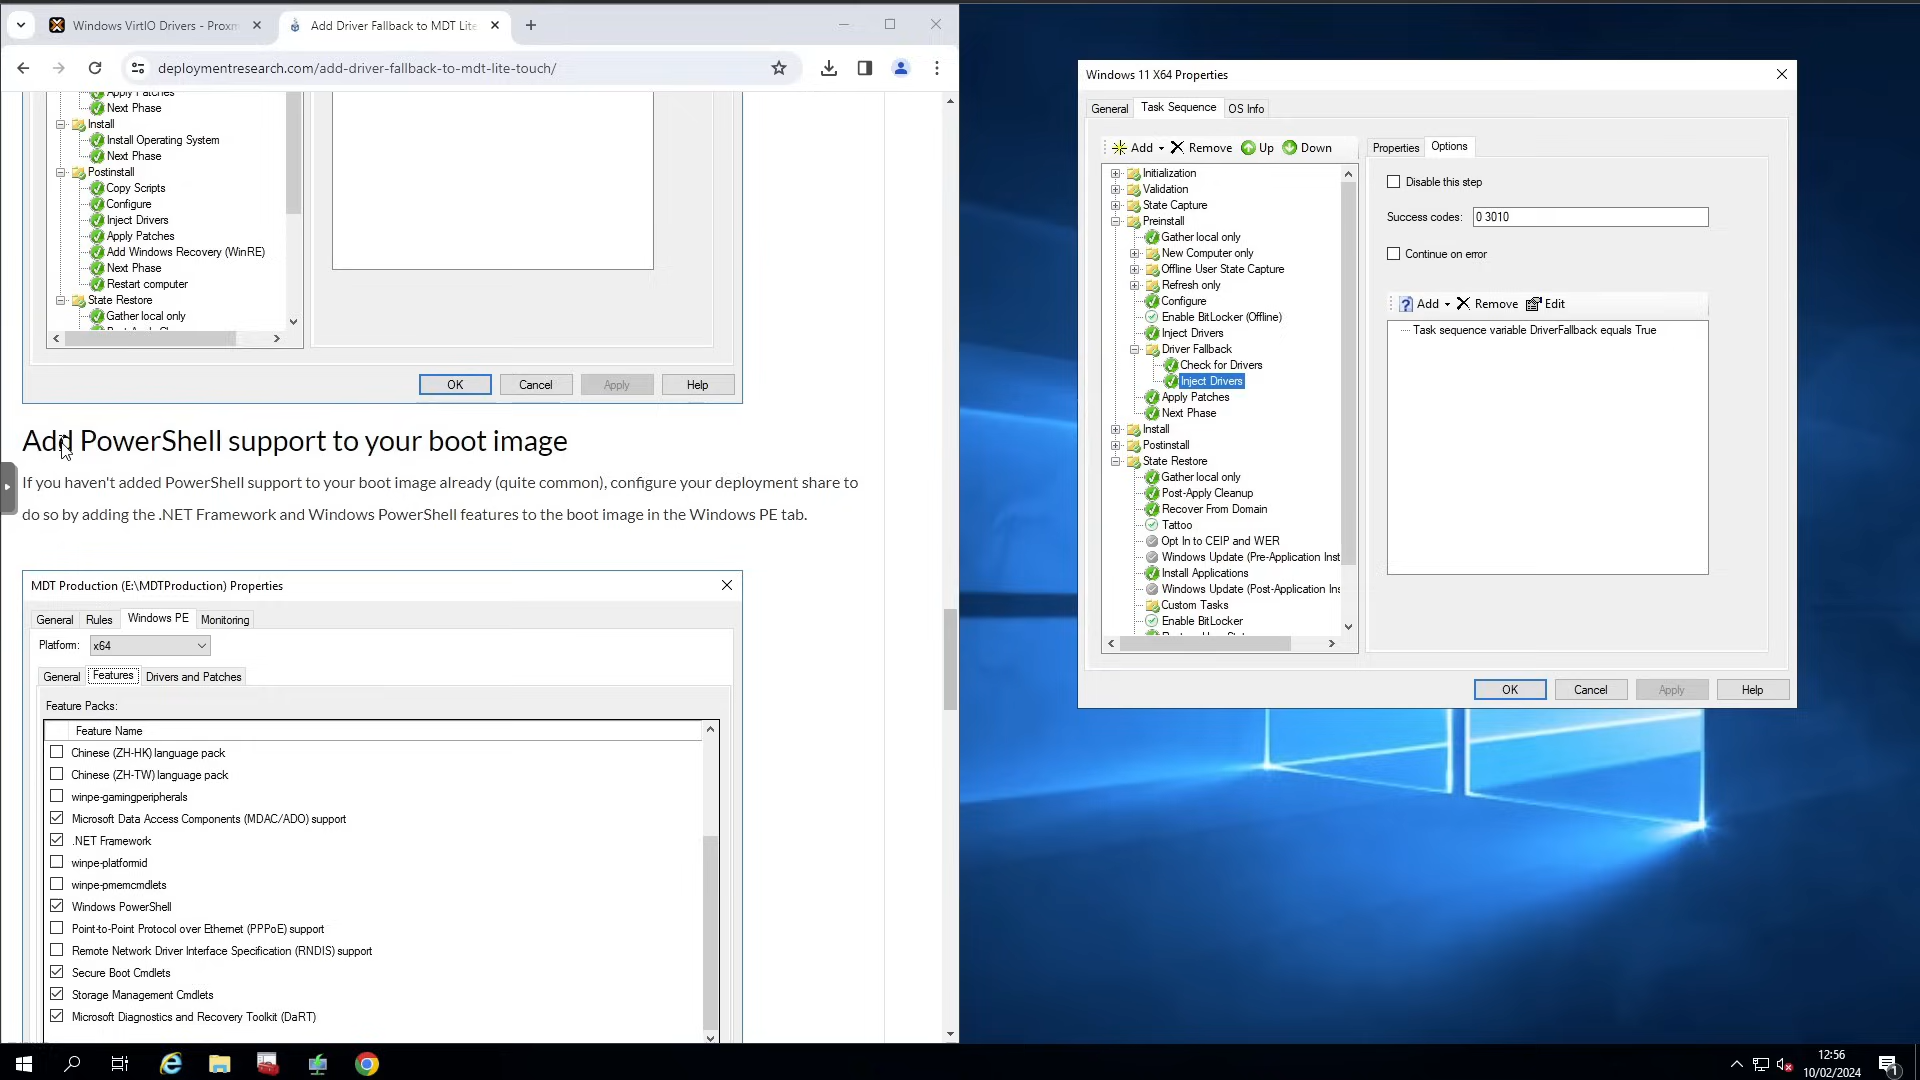 Windows VirtIO Drivers - Proxm
Add Driver Fallback to MDT Lite
deploymentresearch.com/add-driver-fallback-to-mdt-lite-touch/
Apply Patches
Next Phase
Install
Install Operating System
Next Phase
Postinstall
Copy Scripts
Configure
Inject Drivers
Apply Patches
Add Windows Recovery (WinRE)
Next Phase
Restart computer
State Restore
Gather local only
OK
Cancel
Apply
Help
Add PowerShell support to your boot image
If you haven't added PowerShell support to your boot image already (quite common), configure your deployment share to
do so by adding the .NET Framework and Windows PowerShell features to the boot image in the Windows PE tab.
MDT Production (E:\MDTProduction) Properties
General
Rules
Windows PE
Monitoring
Platform:
x64
General
Features
Drivers and Patches
Feature Packs:
Feature Name
Chinese (ZH-HK) language pack
Chinese (ZH-TW) language pack
winpe-gamingperipherals
Microsoft Data Access Components (MDAC/ADO) support
.NET Framework
winpe-platformid
winpe-pmemcmdlets
Windows PowerShell
Point-to-Point Protocol over Ethernet (PPPoE) support
Remote Network Driver Interface Specification (RNDIS) support
Secure Boot Cmdlets
Storage Management Cmdlets
Microsoft Diagnostics and Recovery Toolkit (DaRT)
Windows 11 X64 Properties
General
Task Sequence
OS Info
Add
Remove
Up
Down
Initialization
Validation
State Capture
Preinstall
Gather local only
New Computer only
Offline User State Capture
Refresh only
Configure
Enable BitLocker (Offline)
Inject Drivers
Driver Fallback
Check for Drivers
Inject Drivers
Apply Patches
Next Phase
Install
Postinstall
State Restore
Gather local only
Post-Apply Cleanup
Recover From Domain
Tattoo
Opt In to CEIP and WER
Windows Update (Pre-Application Inst
Install Applications
Windows Update (Post-Application Ins
Custom Tasks
Enable BitLocker
Properties
Options
Disable this step
Success codes:
0 3010
Continue on error
Add
Remove
Edit
Task sequence variable DriverFallback equals True
OK
Cancel
Apply
Help
12:56
10/02/2024
1